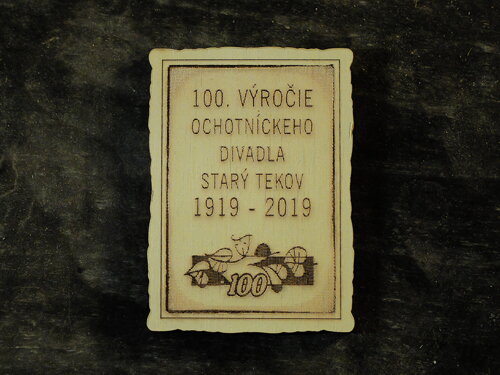 100. VÝROČIE
OCHOTNÍCKEHO
DIVADLA
STARÝ TEKOV
1919 - 2019
100